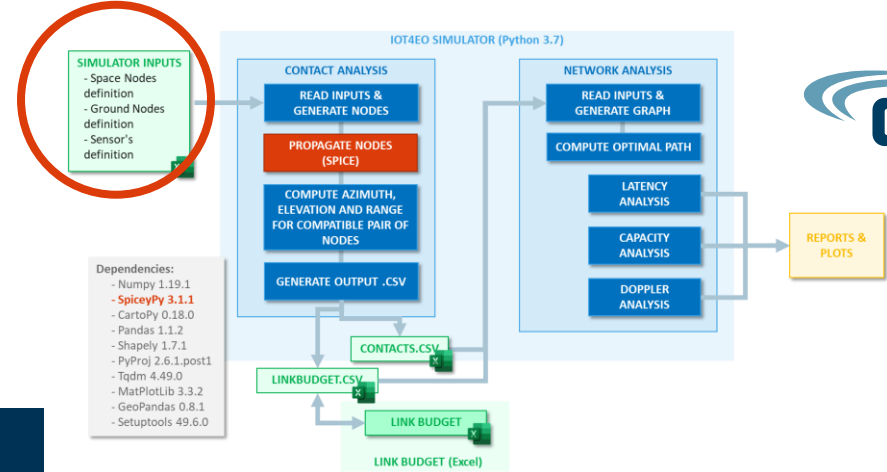 IOT4EO SIMULATOR (Python 3.7)
SIMULATOR INPUTS
- Space Nodes
definition
- Ground Nodes
definition
- Sensor's
definition
CONTACT ANALYSIS
READ INPUTS &
GENERATE NODES
PROPAGATE NODES
(SPICE)
COMPUTE AZIMUTH,
ELEVATION AND RANGE
FOR COMPATIBLE PAIR OF
NODES
GENERATE OUTPUT .CSV
NETWORK ANALYSIS
READ INPUTS &
GENERATE GRAPH
COMPUTE OPTIMAL PATH
LATENCY
ANALYSIS
CAPACITY
ANALYSIS
DOPPLER
ANALYSIS
REPORTS &
PLOTS
Dependencies:
- Numpy 1.19.1
- SpiceyPy 3.1.1
- CartoPy 0.18.0
- Pandas 1.1.2
- Shapely 1.7.1
- PyProj 2.6.1.post1
- Tqdm 4.49.0
- MatPlotLib 3.3.2
- GeoPandas 0.8.1
- Setuptools 49.6.0
CONTACTS.CSV
LINKBUDGET.CSV
LINK BUDGET
LINK BUDGET (Excel)